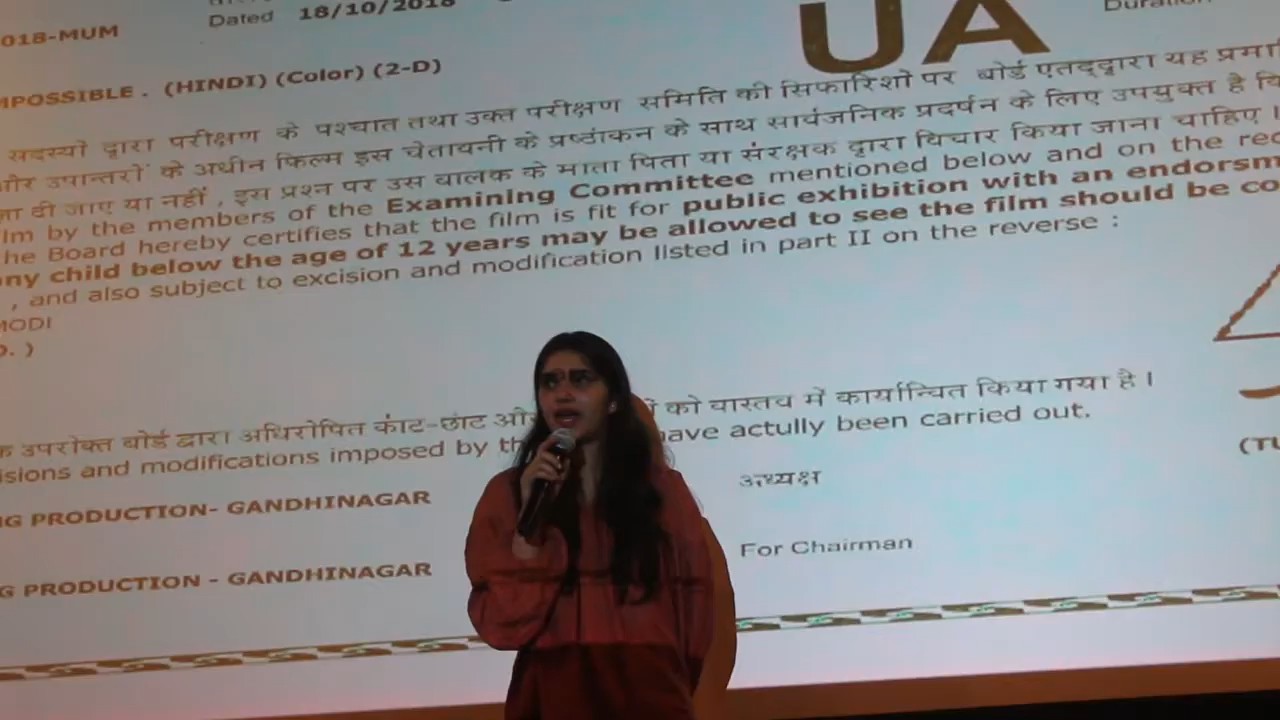 Dated 18/10/2018
UA
Duration
018-MUM
MPOSSIBLE . (HINDI) (Color) (2-D)
सदस्यों द्वारा परीक्षण के पश्चात तथा उक्त परीक्षण समिति की सिफारिशों पर बोर्ड एतद्द्वारा यह प्रमा
और उपान्तरों के अधीन फिल्म इस चेतावनी के प्रष्ठांकन के साथ सार्वजनिक प्रदर्षन के लिए उपयुक्त है कि
दी जाए या नहीं , इस प्रश्न पर उस बालक के माता पिता या संरक्षक द्वारा विचार किया जाना चाहिए ।
lm by the members of the Examining Committee mentioned below and on the rec
he Board hereby certifies that the film is fit for public exhibition with an endorsm
ny child below the age of 12 years may be allowed to see the film should be co
, and also subject to excision and modification listed in part II on the reverse :
MODI
D. )
उपरोक्त बोर्ड द्वारा अधिरोपित कांट-छांट को वास्तव में कार्यान्वित किया गया है ।
isions and modifications imposed by th ave actully been carried out.
(TU
G PRODUCTION- GANDHINAGAR
अध्यक्ष
G PRODUCTION - GANDHINAGAR
For Chairman